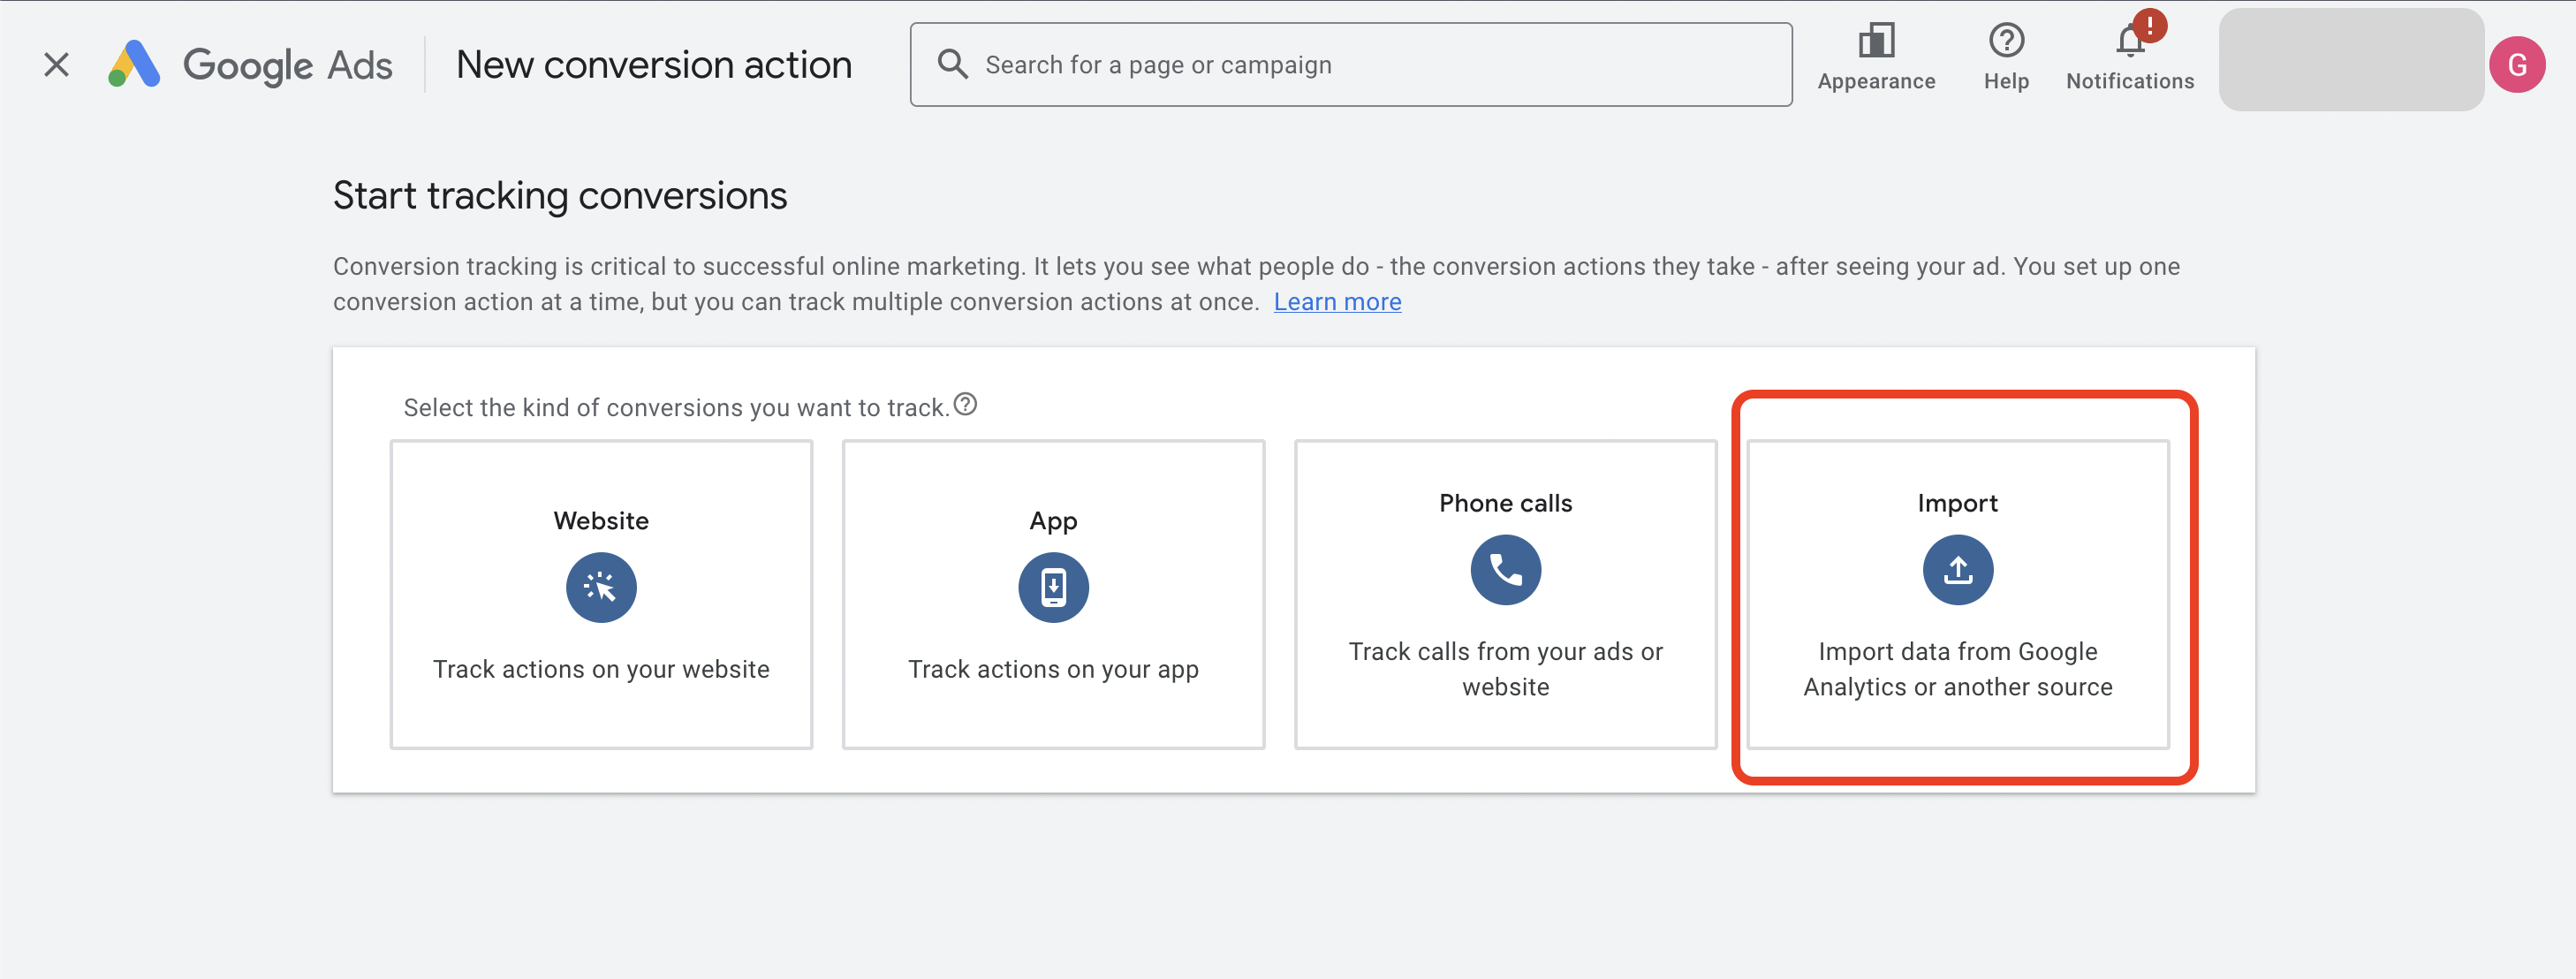 Google Ads
New conversion action
Search for a page or campaign
Appearance
Help
!
Notifications
G
Start tracking conversions
Conversion tracking is critical to successful online marketing. It lets you see what people do - the conversion actions they take - after seeing your ad. You set up one
conversion action at a time, but you can track multiple conversion actions at once. Learn more
Select the kind of conversions you want to track.
Website
Track actions on your website
App
Track actions on your app
Phone calls
Track calls from your ads or
website
Import
Import data from Google
Analytics or another source